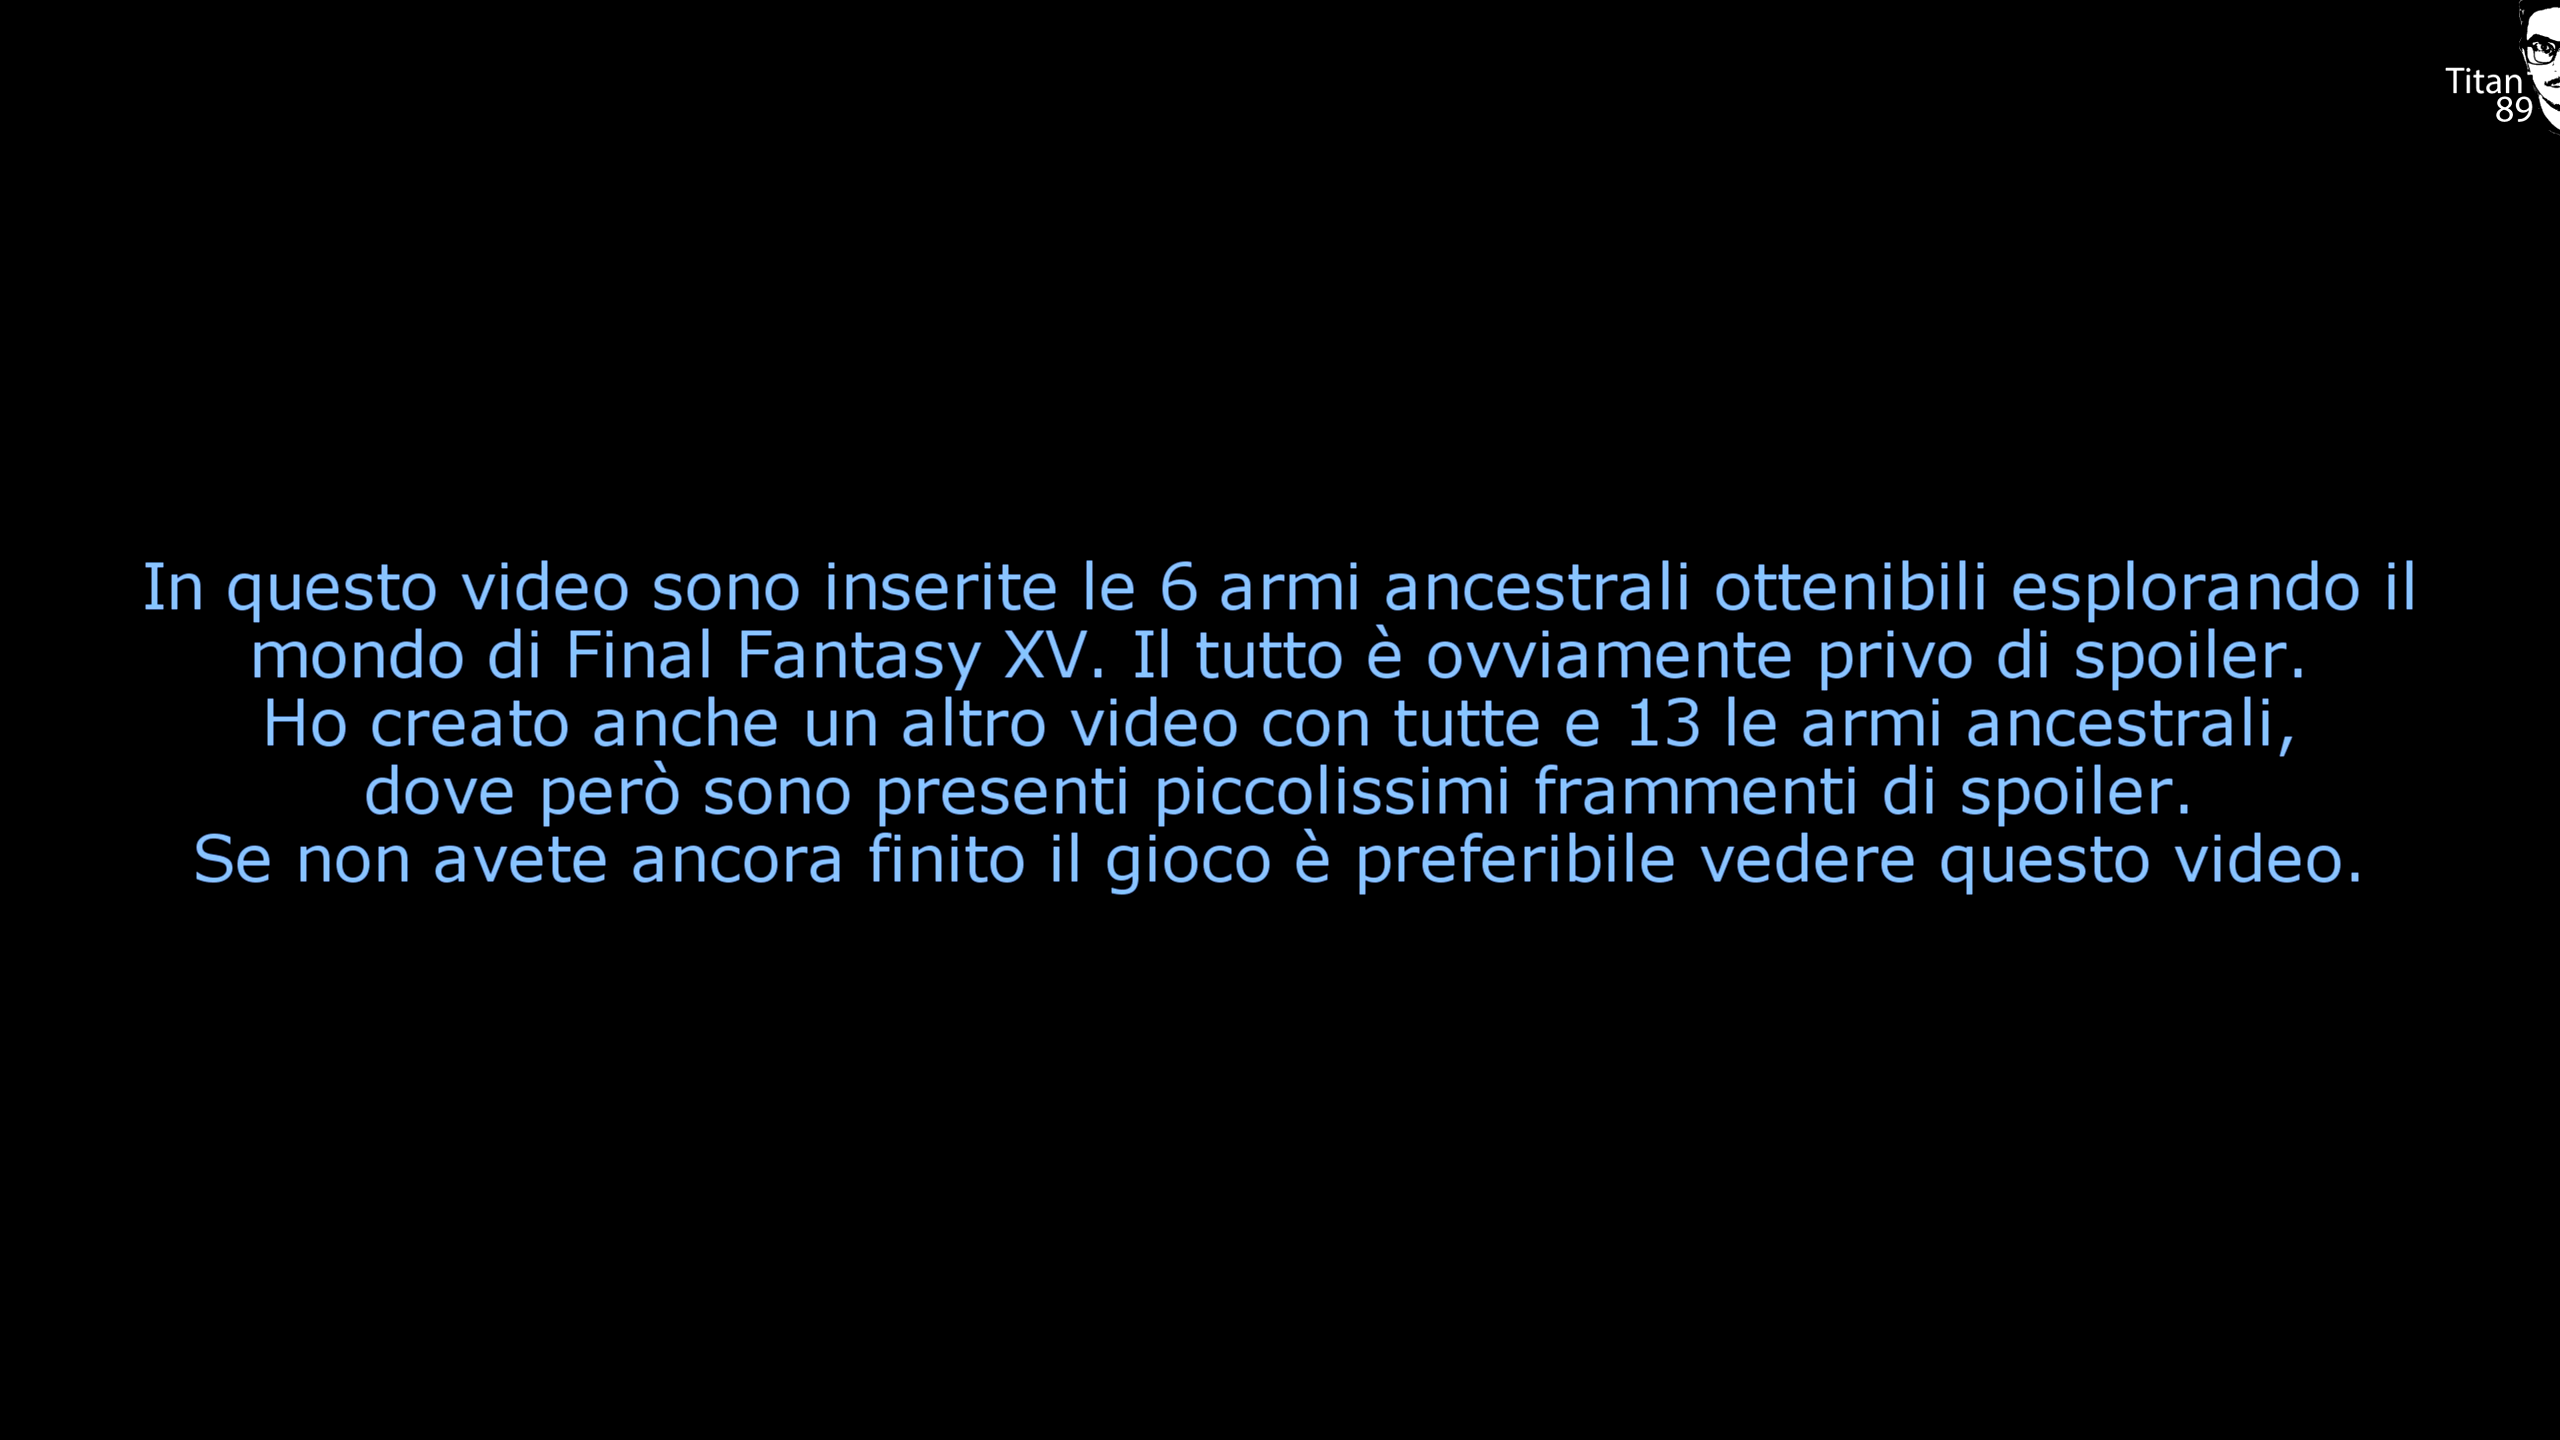 Titan
89
In questo video sono inserite le 6 armi ancestrali ottenibili esplorando il
mondo di Final Fantasy XV. Il tutto è ovviamente privo di spoiler.
Ho creato anche un altro video con tutte e 13 le armi ancestrali,
dove però sono presenti piccolissimi frammenti di spoiler.
Se non avete ancora finito il gioco è preferibile vedere questo video.